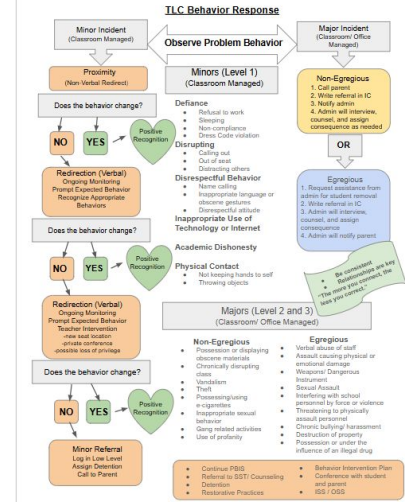 TLC Behavior Response
Minor Incident
(Classroom Managed)
Observe Problem Behavior
Major Incident
(Classroom/ Office
Managed)
Proximity
(Non-Verbal Redirect)
Does the behavior change?
NO
YES
Positive
Recognition
Redirection (Verbal)
Ongoing Monitoring
Prompt Expected Behavior
Recognize Appropriate
Behaviors
Does the behavior change?
NO
YES
Positive
Recognition
Redirection (Verbal)
Ongoing Monitoring
Prompt Expected Behavior
Teacher Intervention
-new seat location
-private conference
-possible loss of privilege
Does the behavior change?
NO
YES
Positive
Recognition
Minor Referral
Log in Low Level
Assign Detention
Call to Parent
Minors (Level 1)
(Classroom Managed)
Defiance
● Refusal to work
● Sleeping
● Non-compliance
● Dress Code violation
Disrupting
● Calling out
● Out of seat
● Distracting others
Disrespectful Behavior
● Name calling
● Inappropriate language or
obscene gestures
● Disrespectful attitude
Inappropriate Use of
Technology or Internet
Academic Dishonesty
Physical Contact
● Not keeping hands to self
● Throwing objects
Non-Egregious
1. Call parent
2. Write referral in IC
3. Notify admin
4. Admin will interview,
counsel, and assign
consequence as needed
OR
Egregious
1. Request assistance from
admin for student removal
2. Write referral in IC
3. Admin will interview,
counsel, and assign
consequence
4. Admin will notify parent
● Be consistent
● Relationships are key
"The more you connect, the
less you correct."
Majors (Level 2 and 3)
(Classroom/ Office Managed)
Non-Egregious
● Possession or displaying
obscene materials
● Chronically disrupting
class
● Vandalism
● Theft
● Possessing/using
e-cigarettes
● Inappropriate sexual
behavior
● Gang related activities
● Use of profanity
Egregious
● Verbal abuse of staff
● Assault causing physical or
emotional damage
● Weapons/ Dangerous
Instrument
● Sexual Assault
● Interfering with school
personnel by force or violence
● Threatening to physically
assault personnel
● Chronic bullying/ harassment
● Destruction of property
● Possession or under the
influence of an illegal drug
● Continue PBIS
● Referral to SST/ Counseling
● Detention
● Restorative Practices
● Behavior Intervention Plan
● Conference with student
and parent
● ISS / OSS